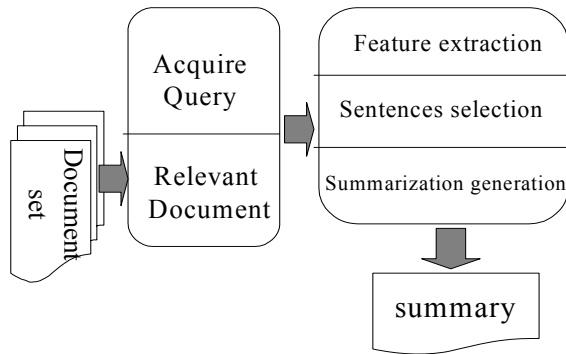 Document
set
Acquire
Query
Relevant
Document
Feature extraction
Sentences selection
Summarization generation
summary